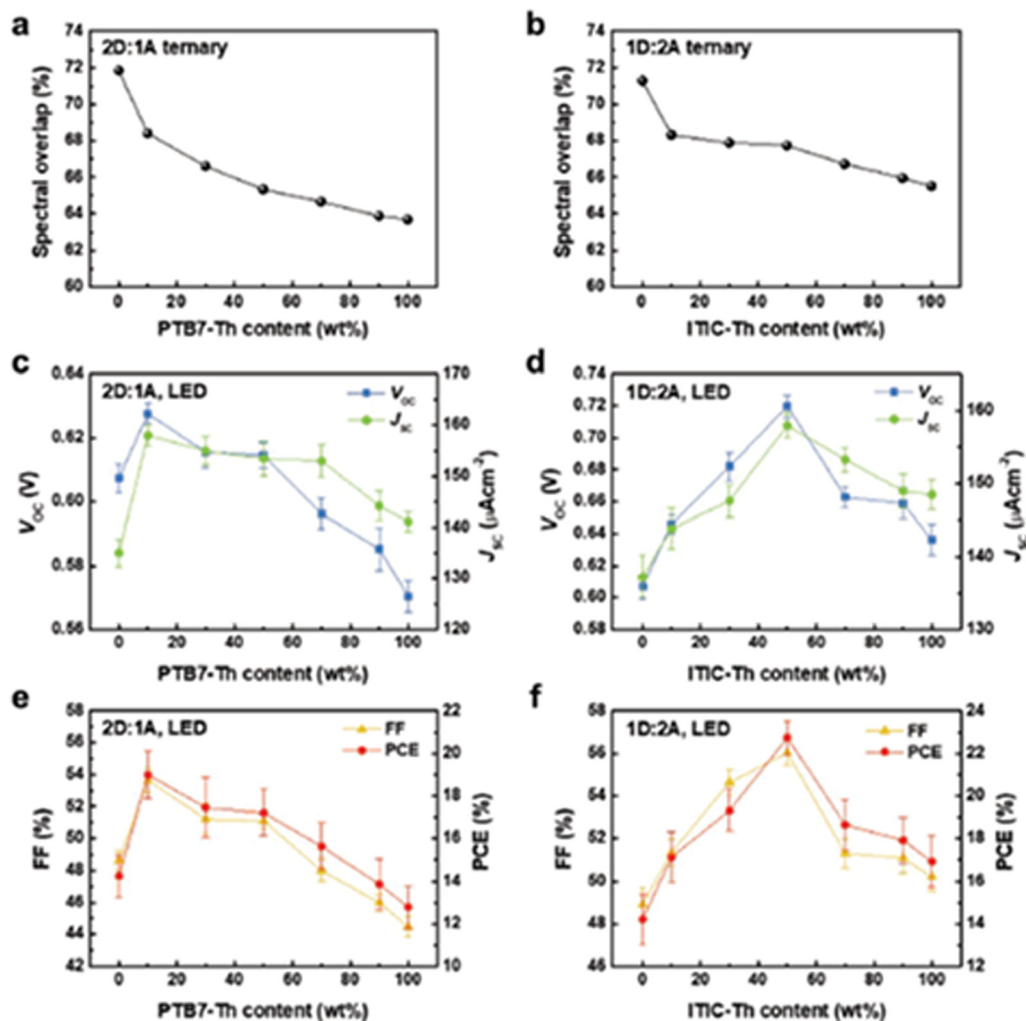 a
2D:1A ternary
Spectral overlap (%)
74
72
70
68
66
64
62
60
0 20 40 60 80 100
PTB7-Th content (wt%)
b
1D:2A ternary
Spectral overlap (%)
74
72
70
68
66
64
62
60
0 20 40 60 80 100
ITIC-Th content (wt%)
c
2D:1A, LED
VOC
JSC
VOC (V)
0.64
0.62
0.60
0.58
0.56
170
160
150
140
130
120
JSC (μAcm-2)
0 20 40 60 80 100
PTB7-Th content (wt%)
d
1D:2A, LED
VOC
JSC
VOC (V)
0.74
0.72
0.70
0.68
0.66
0.64
0.62
0.60
0.58
160
150
140
130
JSC (μAcm-2)
0 20 40 60 80 100
ITIC-Th content (wt%)
e
2D:1A, LED
FF
PCE
FF (%)
58
56
54
52
50
48
46
44
42
22
20
18
16
14
12
10
PCE (%)
0 20 40 60 80 100
PTB7-Th content (wt%)
f
1D:2A, LED
FF
PCE
FF (%)
58
56
54
52
50
48
46
24
22
20
18
16
14
12
PCE (%)
0 20 40 60 80 100
ITIC-Th content (wt%)